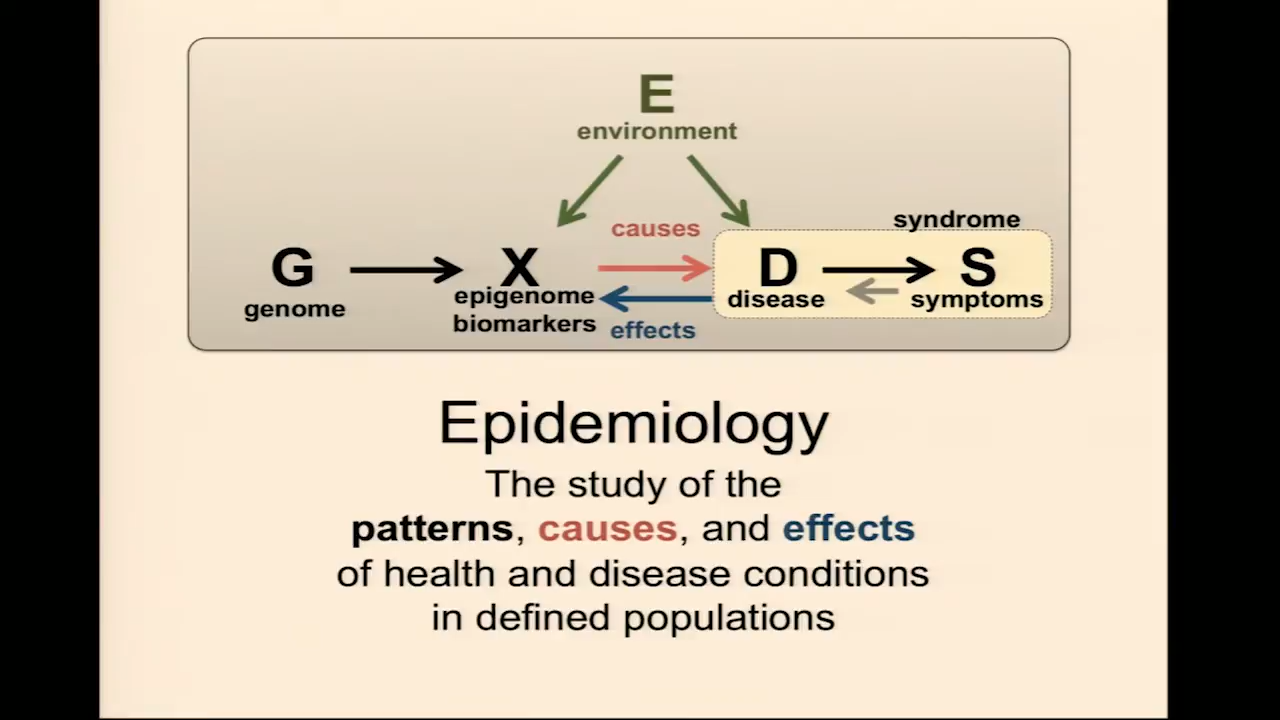 E
environment
causes
syndrome
G
genome
X
epigenome
biomarkers
D
disease
S
symptoms
effects
Epidemiology
The study of the
patterns, causes, and effects
of health and disease conditions
in defined populations